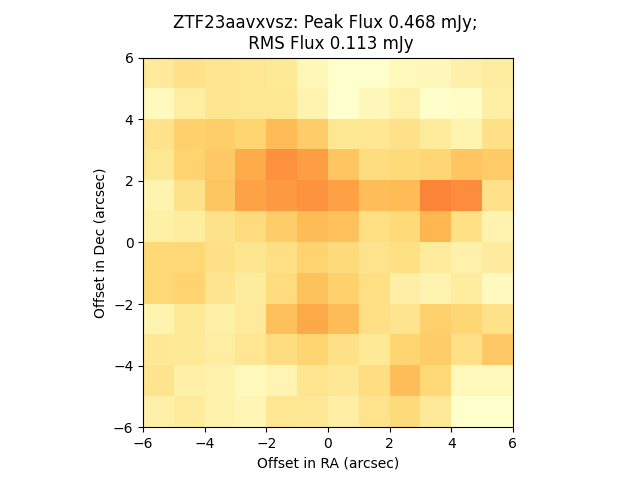 ZTF23aavxvsz: Peak Flux 0.468 mJy;
RMS Flux 0.113 mJy
6
4
2
0
−2
−4
−6
Offset in Dec (arcsec)
−6 −4 −2 0 2 4 6
Offset in RA (arcsec)